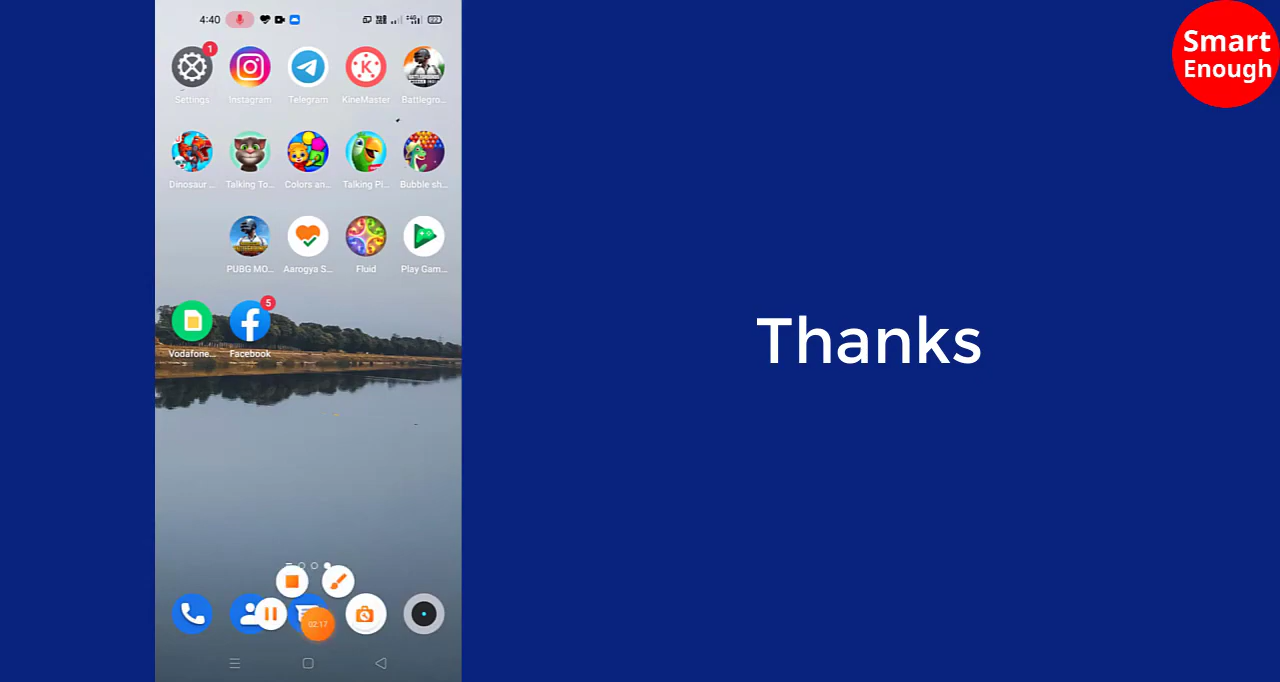 4:40
Settings
1
Instagram
Telegram
KineMaster
Battlegro...
Dinosaur ...
Talking To...
Colors an...
Talking Pi...
Bubble sh...
PUBG MO...
Aarogya S...
Fluid
Play Gam...
Vodafone...
Facebook
5
02:17
Thanks
Smart
Enough